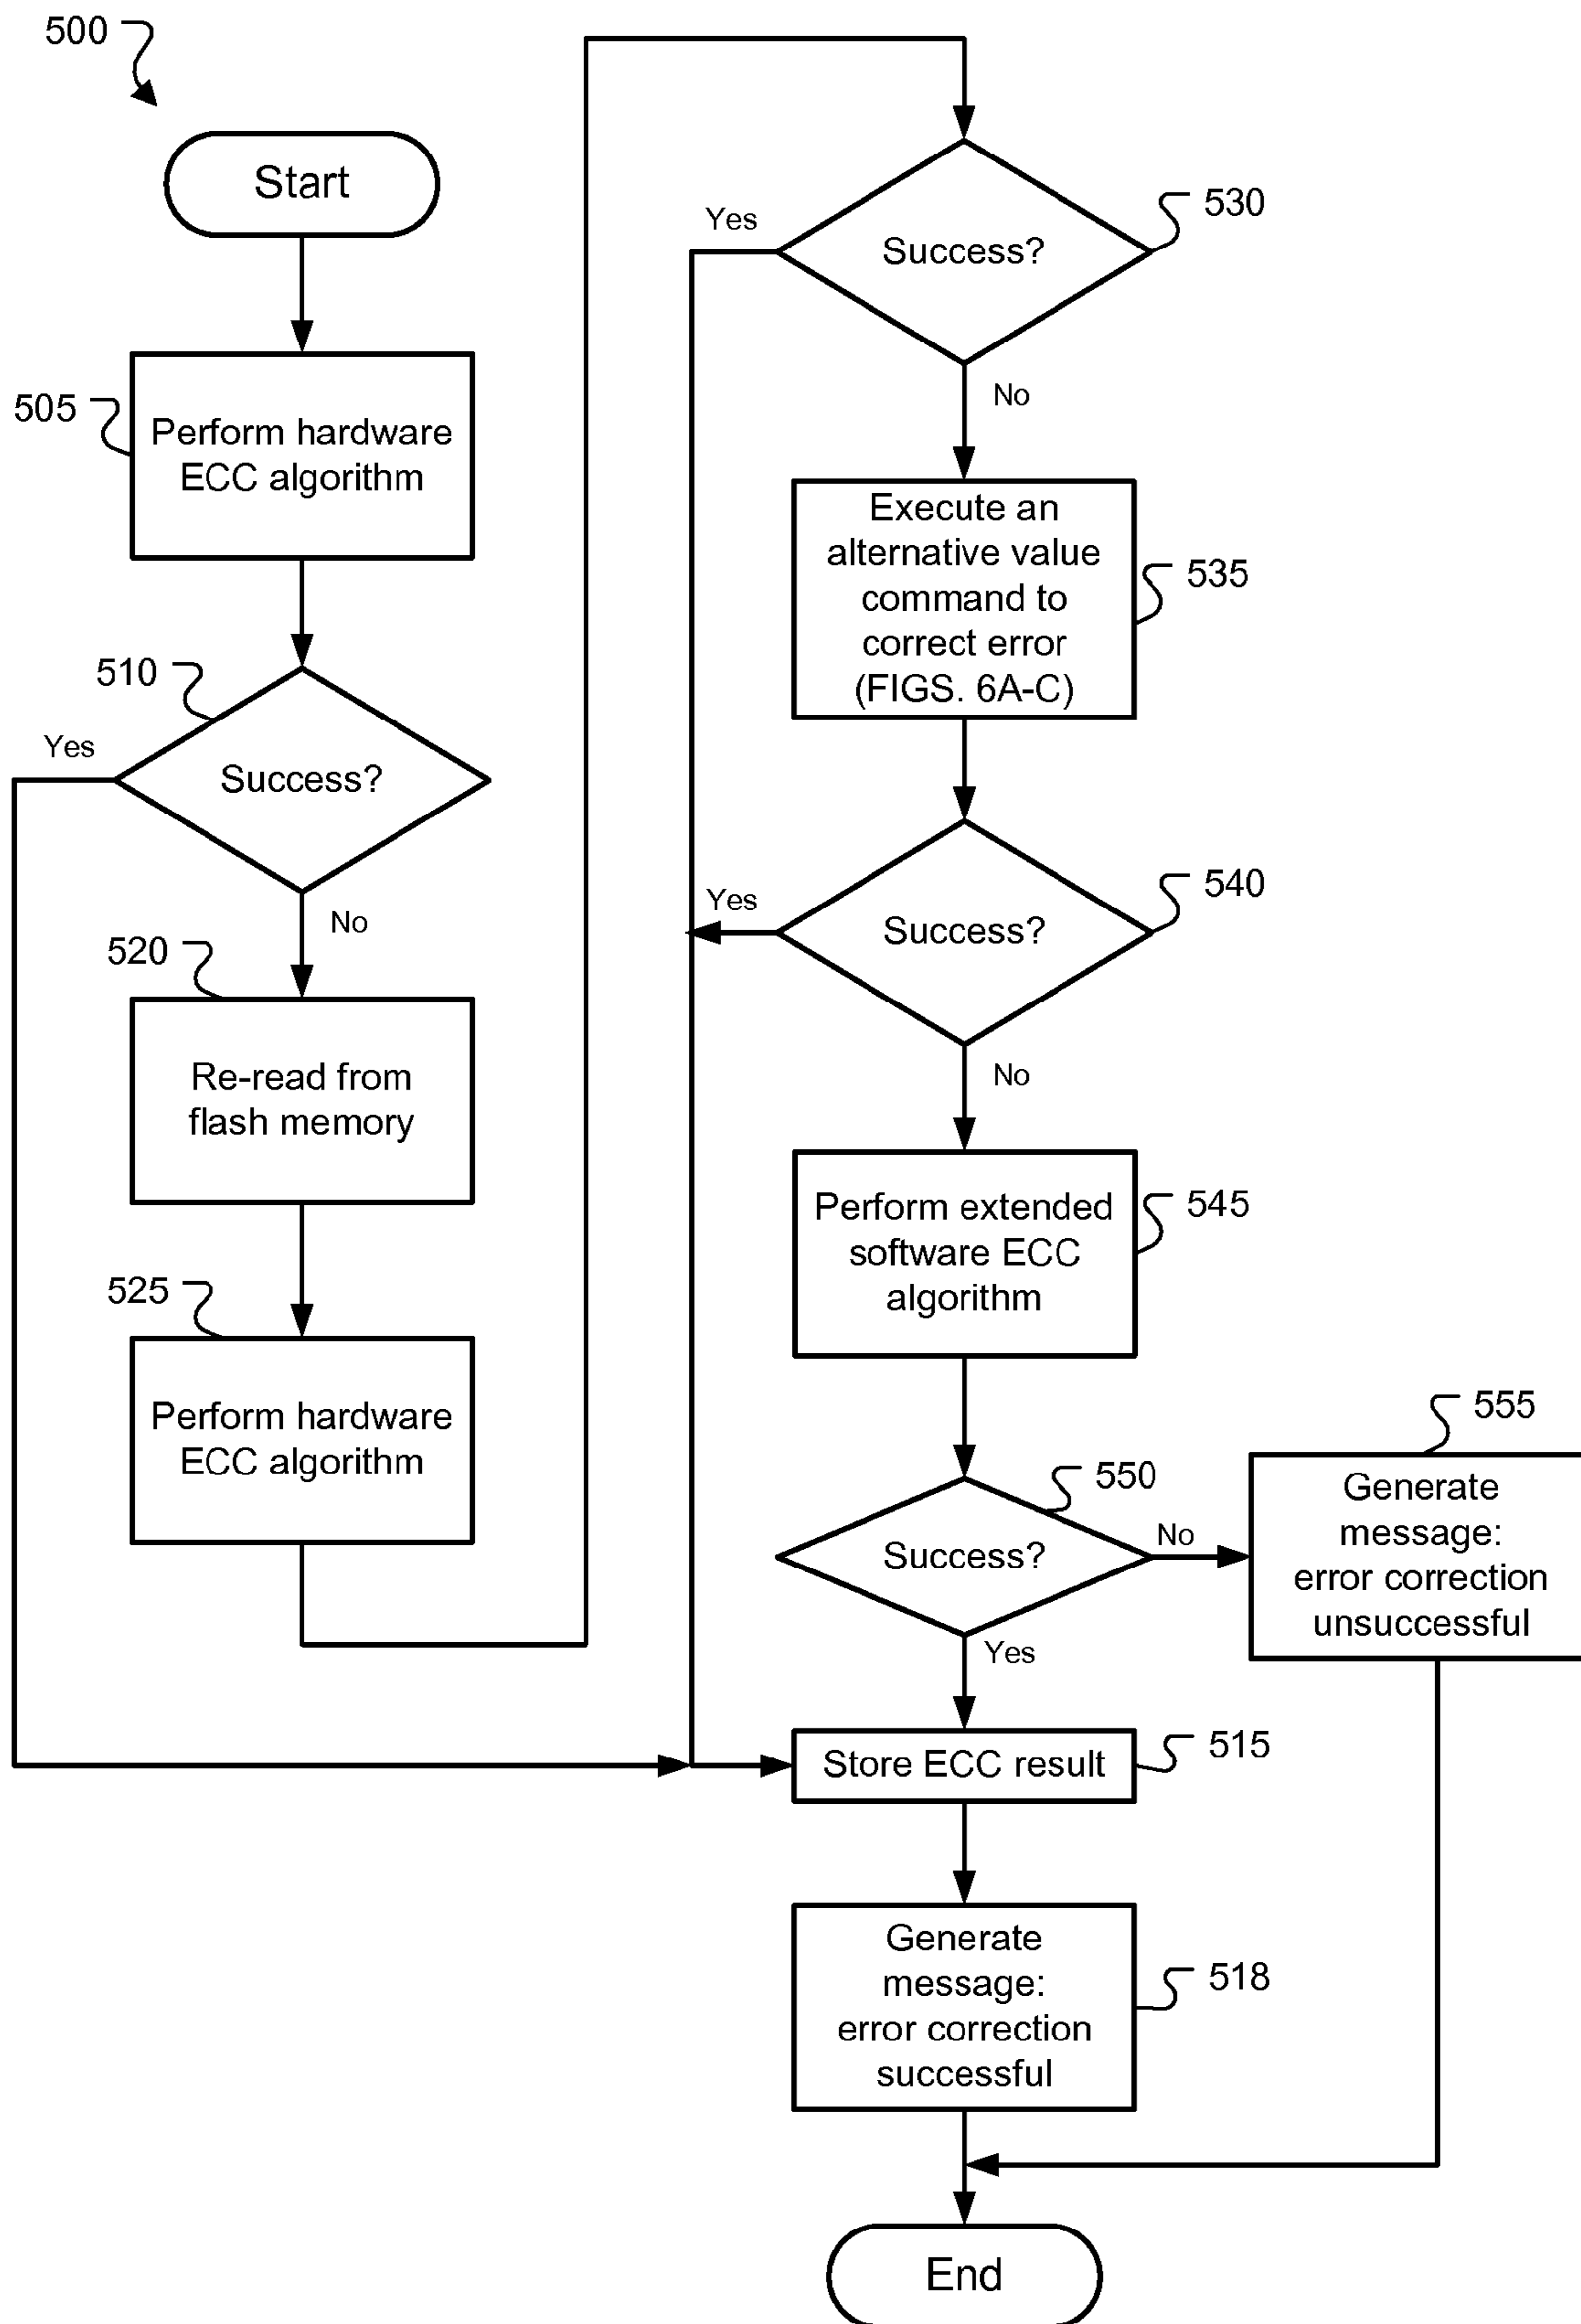 500
Start
505
Perform hardware
ECC algorithm
510
Yes
Success?
No
520
Re-read from
flash memory
525
Perform hardware
ECC algorithm
530
Yes
Success?
No
Execute an
alternative value
command to
correct error
(FIGS. 6A-C)
535
540
Yes
Success?
No
Perform extended
software ECC
algorithm
545
550
Success?
No
Yes
555
Generate
message:
error correction
unsuccessful
Store ECC result
515
Generate
message:
error correction
successful
518
End